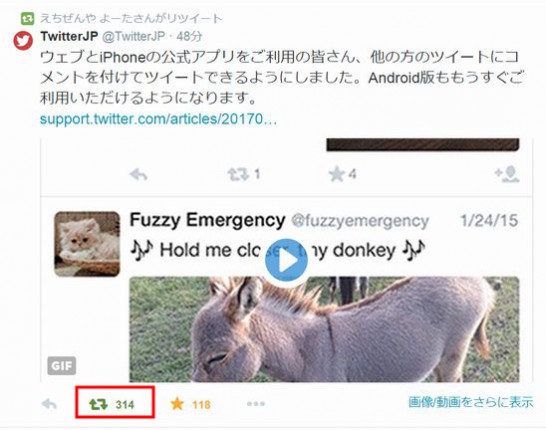 えちぜんや よーたさんがリツイート
TwitterJP @TwitterJP · 48分
ウェブとiPhoneの公式アプリをご利用の皆さん、他の方のツイートにコ
メントを付けてツイートできるようにしました。Android版ももうすぐご
利用いただけるようになります。
support.twitter.com/articles/20170…
1
4
Fuzzy Emergency @fuzzyemergency 1/24/15
🎶 Hold me closer, tiny donkey 🎶
GIF
314
118
画像/動画をさらに表示